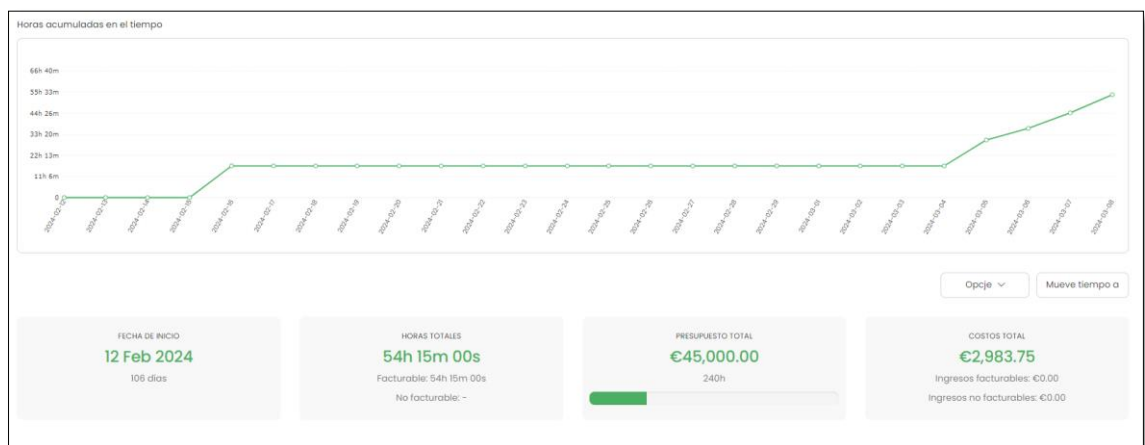 Horas acumuladas en el tiempo
66h 40m
55h 33m
44h 26m
33h 20m
22h 13m
11h 6m
0
2024-02-12
2024-02-13
2024-02-14
2024-02-15
2024-02-16
2024-02-17
2024-02-18
2024-02-19
2024-02-20
2024-02-21
2024-02-22
2024-02-23
2024-02-24
2024-02-25
2024-02-26
2024-02-27
2024-02-28
2024-02-29
2024-03-01
2024-03-02
2024-03-03
2024-03-04
2024-03-05
2024-03-06
2024-03-07
2024-03-08
Opcje
Mueve tiempo a
FECHA DE INICIO
12 Feb 2024
106 días
HORAS TOTALES
54h 15m 00s
Facturable: 54h 15m 00s
No facturable: -
PRESUPUESTO TOTAL
€45,000.00
240h
COSTOS TOTAL
€2,983.75
Ingresos facturables: €0.00
Ingresos no facturables: €0.00